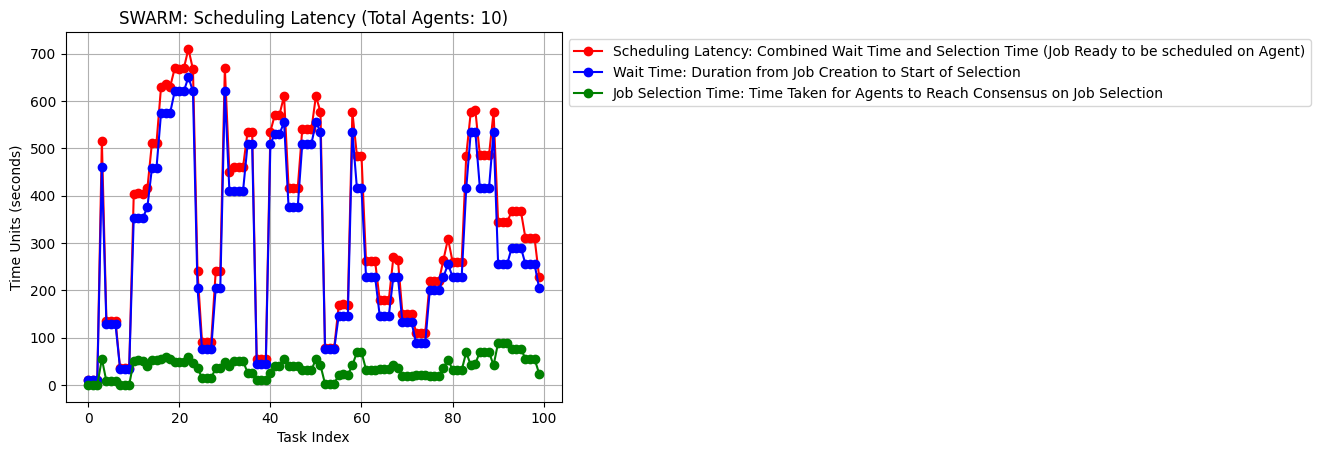 SWARM: Scheduling Latency (Total Agents: 10)
Scheduling Latency: Combined Wait Time and Selection Time (Job Ready to be scheduled on Agent)
Wait Time: Duration from Job Creation to Start of Selection
Job Selection Time: Time Taken for Agents to Reach Consensus on Job Selection
Time Units (seconds)
700
600
500
400
300
200
100
0
0 20 40 60 80 100
Task Index